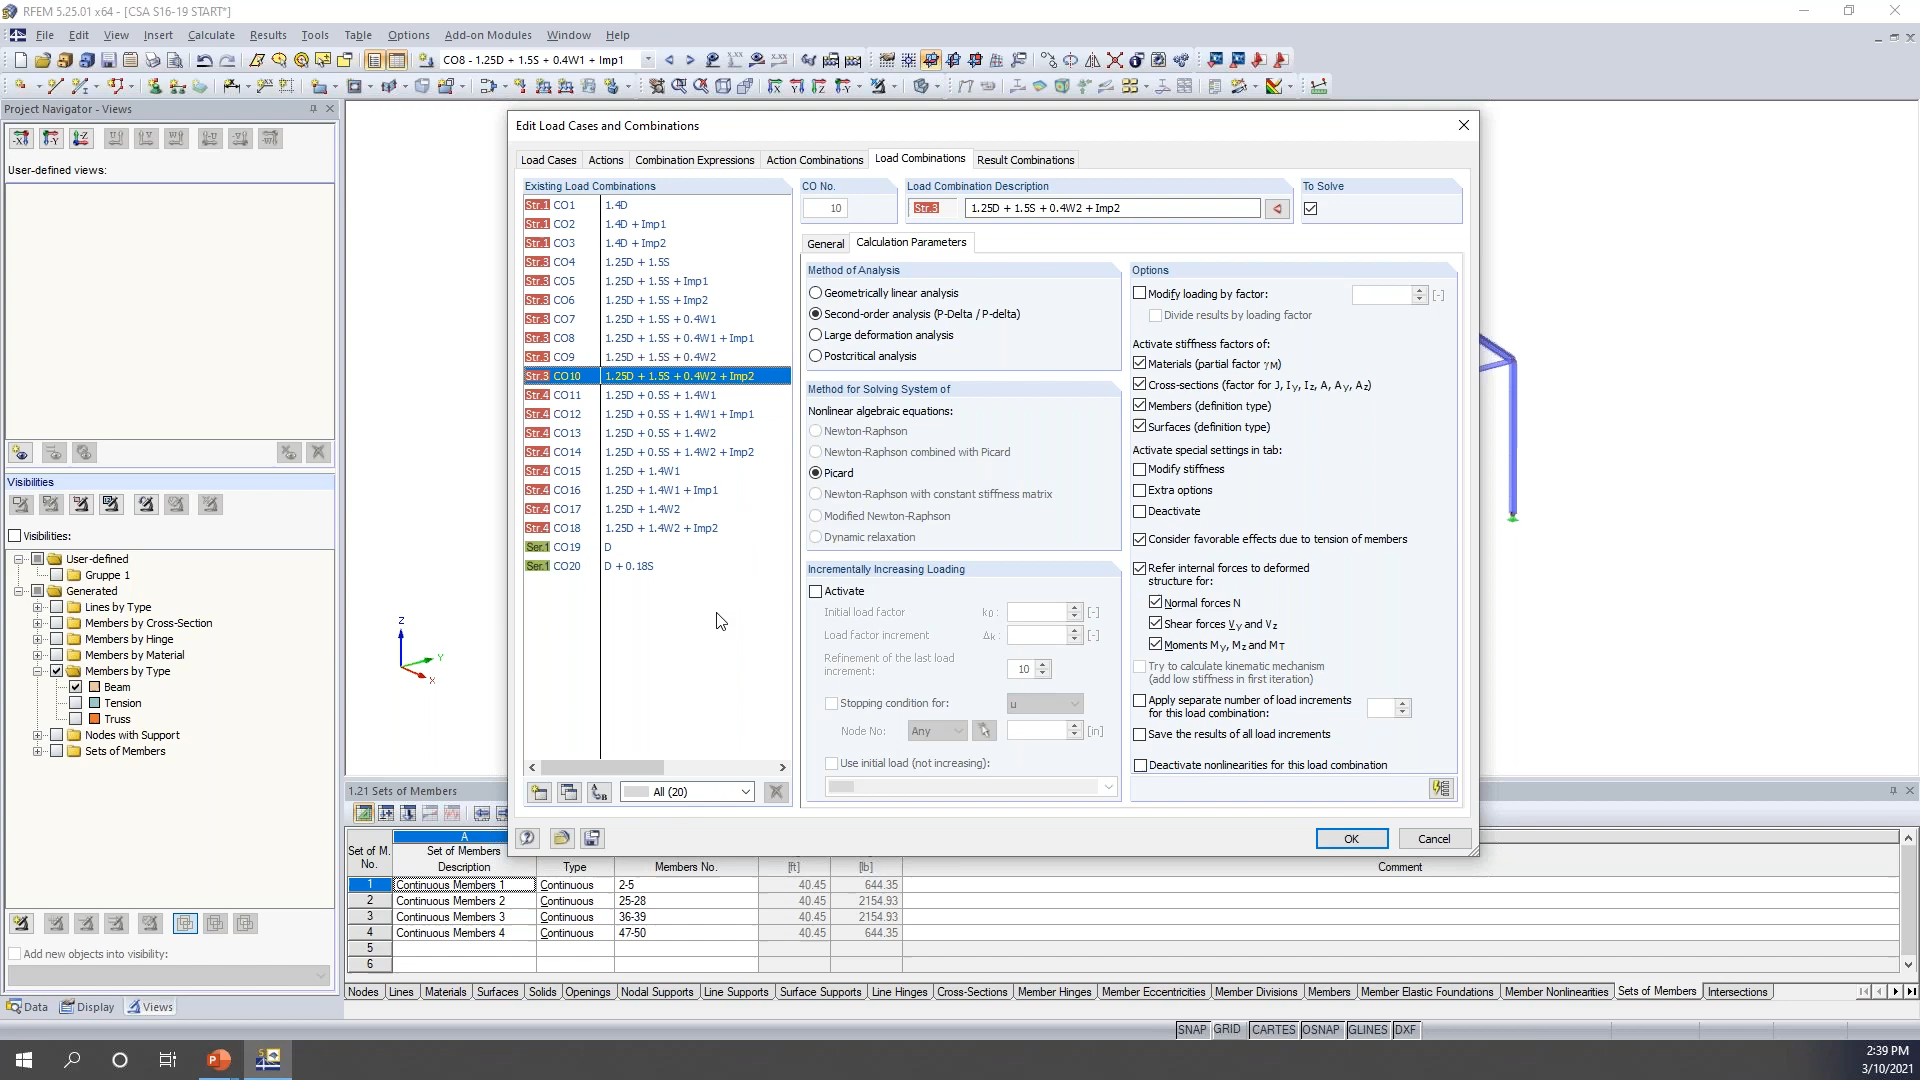 RFEM 5.25.01 x64 - [CSA S16-19 START*]
File Edit View Insert Calculate Results Tools Table Options Add-on Modules Window Help
CO8 - 1.25D + 1.5S + 0.4W1 + Imp1
Project Navigator - Views
User-defined views:
Visibilities
Visibilities:
User-defined
Gruppe 1
Generated
Lines by Type
Members by Cross-Section
Members by Hinge
Members by Material
Members by Type
Beam
Tension
Truss
Nodes with Support
Sets of Members
Add new objects into visibility:
Data Display Views
Z
Y
X
Edit Load Cases and Combinations
Load Cases Actions Combination Expressions Action Combinations Load Combinations Result Combinations
Existing Load Combinations
Str.1 CO1 1.4D
Str.1 CO2 1.4D + Imp1
Str.1 CO3 1.4D + Imp2
Str.3 CO4 1.25D + 1.5S
Str.3 CO5 1.25D + 1.5S + Imp1
Str.3 CO6 1.25D + 1.5S + Imp2
Str.3 CO7 1.25D + 1.5S + 0.4W1
Str.3 CO8 1.25D + 1.5S + 0.4W1 + Imp1
Str.3 CO9 1.25D + 1.5S + 0.4W2
Str.3 CO10 1.25D + 1.5S + 0.4W2 + Imp2
Str.4 CO11 1.25D + 0.5S + 1.4W1
Str.4 CO12 1.25D + 0.5S + 1.4W1 + Imp1
Str.4 CO13 1.25D + 0.5S + 1.4W2
Str.4 CO14 1.25D + 0.5S + 1.4W2 + Imp2
Str.4 CO15 1.25D + 1.4W1
Str.4 CO16 1.25D + 1.4W1 + Imp1
Str.4 CO17 1.25D + 1.4W2
Str.4 CO18 1.25D + 1.4W2 + Imp2
Ser.1 CO19 D
Ser.1 CO20 D + 0.18S
All (20)
CO No.
10
Load Combination Description
Str.3 1.25D + 1.5S + 0.4W2 + Imp2
To Solve
General Calculation Parameters
Method of Analysis
Geometrically linear analysis
Second-order analysis (P-Delta / P-delta)
Large deformation analysis
Postcritical analysis
Method for Solving System of
Nonlinear algebraic equations:
Newton-Raphson
Newton-Raphson combined with Picard
Picard
Newton-Raphson with constant stiffness matrix
Modified Newton-Raphson
Dynamic relaxation
Incrementally Increasing Loading
Activate
Initial load factor k0 : [-]
Load factor increment Δk : [-]
Refinement of the last load
increment: 10
Stopping condition for: u
Node No: Any [in]
Use initial load (not increasing):
Options
Modify loading by factor: [-]
Divide results by loading factor
Activate stiffness factors of:
Materials (partial factor γM)
Cross-sections (factor for J, Iy, Iz, A, Ay, Az)
Members (definition type)
Surfaces (definition type)
Activate special settings in tab:
Modify stiffness
Extra options
Deactivate
Consider favorable effects due to tension of members
Refer internal forces to deformed
structure for:
Normal forces N
Shear forces Vy and Vz
Moments My, Mz and MT
Try to calculate kinematic mechanism
(add low stiffness in first iteration)
Apply separate number of load increments
for this load combination:
Save the results of all load increments
Deactivate nonlinearities for this load combination
OK Cancel
1.21 Sets of Members
A
Set of M. Set of Members
No. Description Type Members No. [ft] [lb] Comment
1 Continuous Members 1 Continuous 2-5 40.45 644.35
2 Continuous Members 2 Continuous 25-28 40.45 2154.93
3 Continuous Members 3 Continuous 36-39 40.45 2154.93
4 Continuous Members 4 Continuous 47-50 40.45 644.35
5
6
Nodes Lines Materials Surfaces Solids Openings Nodal Supports Line Supports Surface Supports Line Hinges Cross-Sections Member Hinges Member Eccentricities Member Divisions Members Member Elastic Foundations Member Nonlinearities Sets of Members Intersections
SNAP GRID CARTES OSNAP GLINES DXF
2:39 PM
3/10/2021